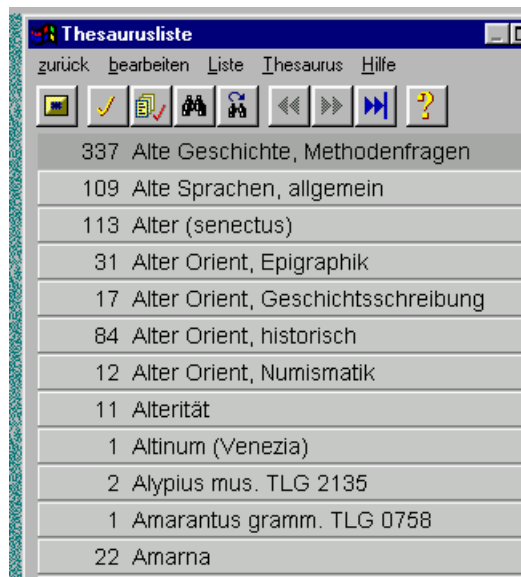 Thesaurusliste
zurück bearbeiten Liste Thesaurus Hilfe
337 Alte Geschichte, Methodenfragen
109 Alte Sprachen, allgemein
113 Alter (senectus)
31 Alter Orient, Epigraphik
17 Alter Orient, Geschichtsschreibung
84 Alter Orient, historisch
12 Alter Orient, Numismatik
11 Alterität
1 Altinum (Venezia)
2 Alypius mus. TLG 2135
1 Amarantus gramm. TLG 0758
22 Amarna